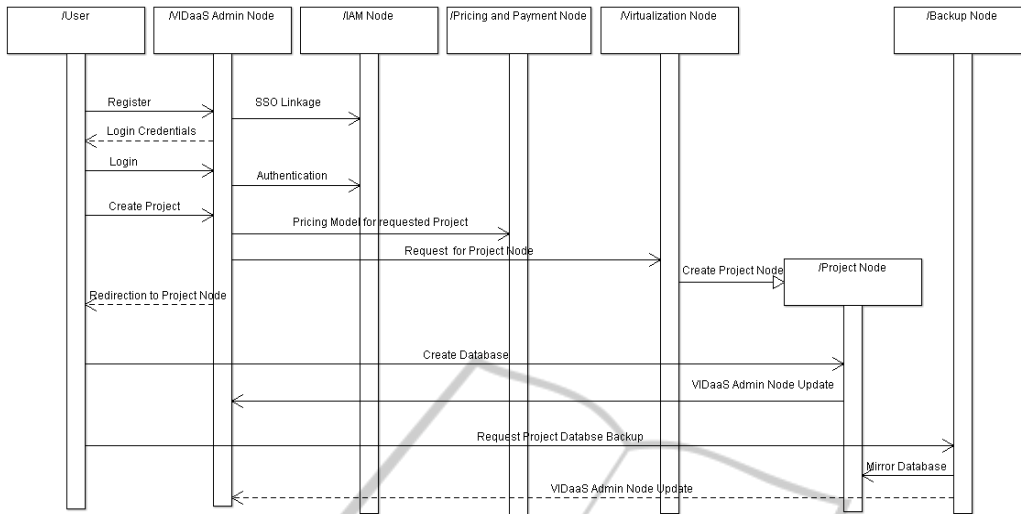 /User
/VIDaaS Admin Node
/IAM Node
/Pricing and Payment Node
/Virtualization Node
/Backup Node
Register
SSO Linkage
Login Credentials
Login
Authentication
Create Project
Pricing Model for requested Project
Request for Project Node
Create Project Node
/Project Node
Redirection to Project Node
Create Database
VIDaaS Admin Node Update
Request Project Databse Backup
Mirror Database
VIDaaS Admin Node Update